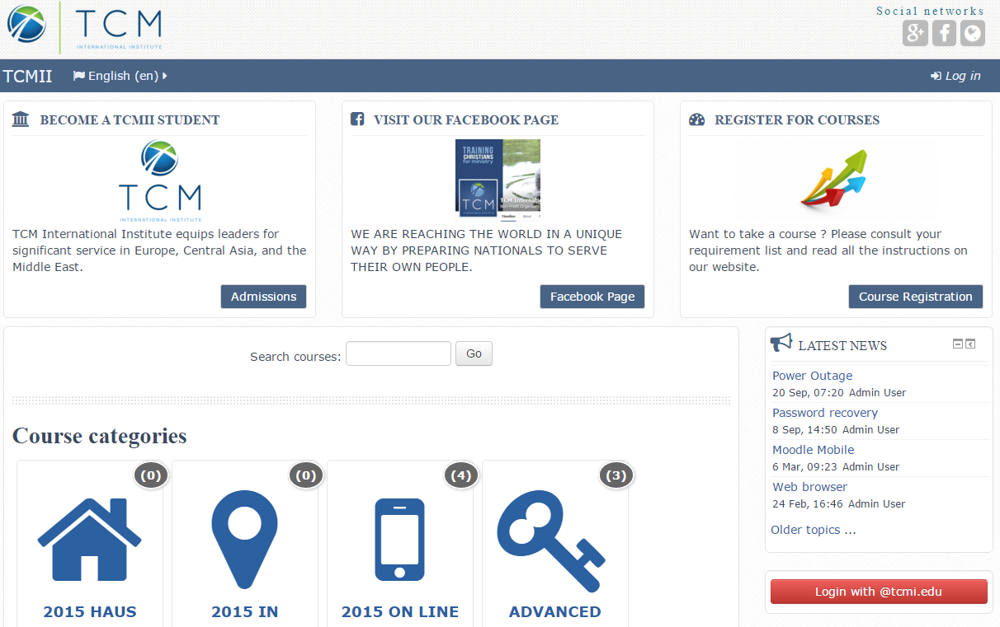 TCM
INTERNATIONAL INSTITUTE
Social networks
g+
TCMII
English (en)
Log in
BECOME A TCMII STUDENT
TCM
INTERNATIONAL INSTITUTE
TCM International Institute equips leaders for
significant service in Europe, Central Asia, and the
Middle East.
Admissions
VISIT OUR FACEBOOK PAGE
TRAINING
CHRISTIANS
for ministry
TCM
TCM Internatio
Timeline
About
WE ARE REACHING THE WORLD IN A UNIQUE
WAY BY PREPARING NATIONALS TO SERVE
THEIR OWN PEOPLE.
Facebook Page
REGISTER FOR COURSES
Want to take a course ? Please consult your
requirement list and read all the instructions on
our website.
Course Registration
Search courses:
Go
Course categories
(0)
2015 HAUS
(0)
2015 IN
(4)
2015 ON LINE
(3)
ADVANCED
LATEST NEWS
Power Outage
20 Sep, 07:20 Admin User
Password recovery
8 Sep, 14:50 Admin User
Moodle Mobile
6 Mar, 09:23 Admin User
Web browser
24 Feb, 16:46 Admin User
Older topics ...
Login with @tcmi.edu